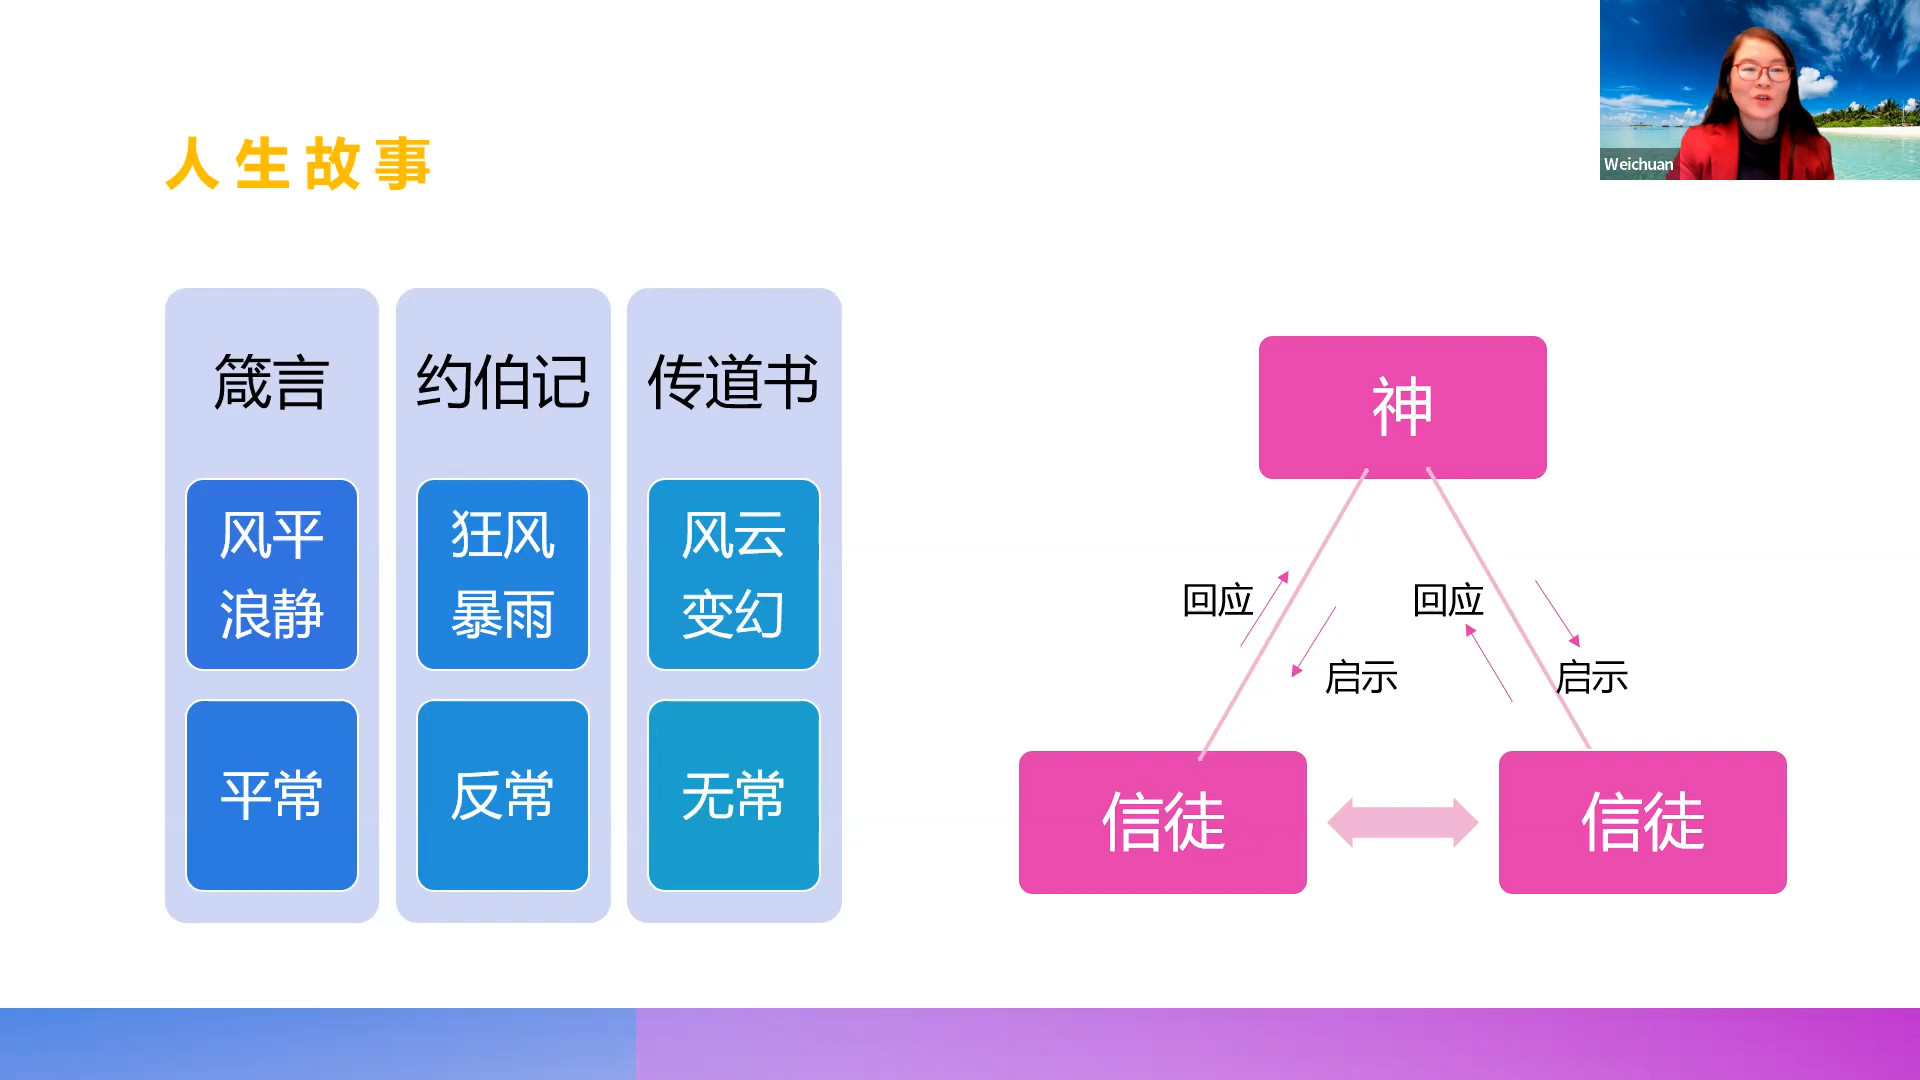 人生故事
Weichuan
箴言
风平
浪静
平常
约伯记
狂风
暴雨
反常
传道书
风云
变幻
无常
神
回应
启示
回应
启示
信徒
信徒